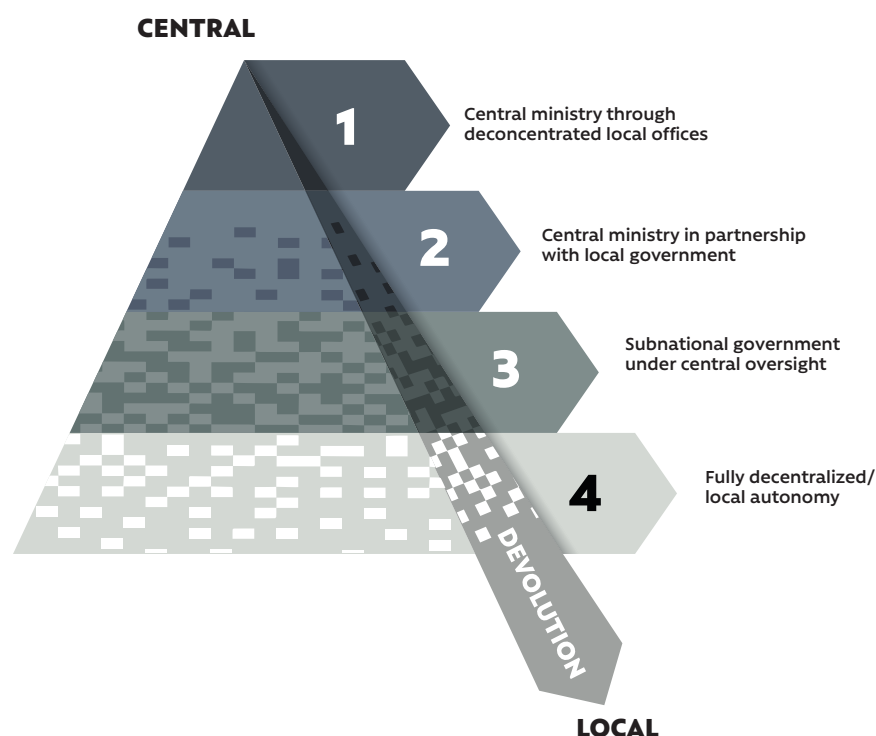 CENTRAL
1
Central ministry through
deconcentrated local offices
2
Central ministry in partnership
with local government
3
Subnational government
under central oversight
4
Fully decentralized/
local autonomy
DEVOLUTION
LOCAL